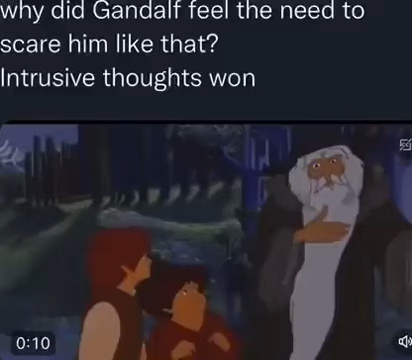 why did Gandalf feel the need to
scare him like that?
Intrusive thoughts won
0:10